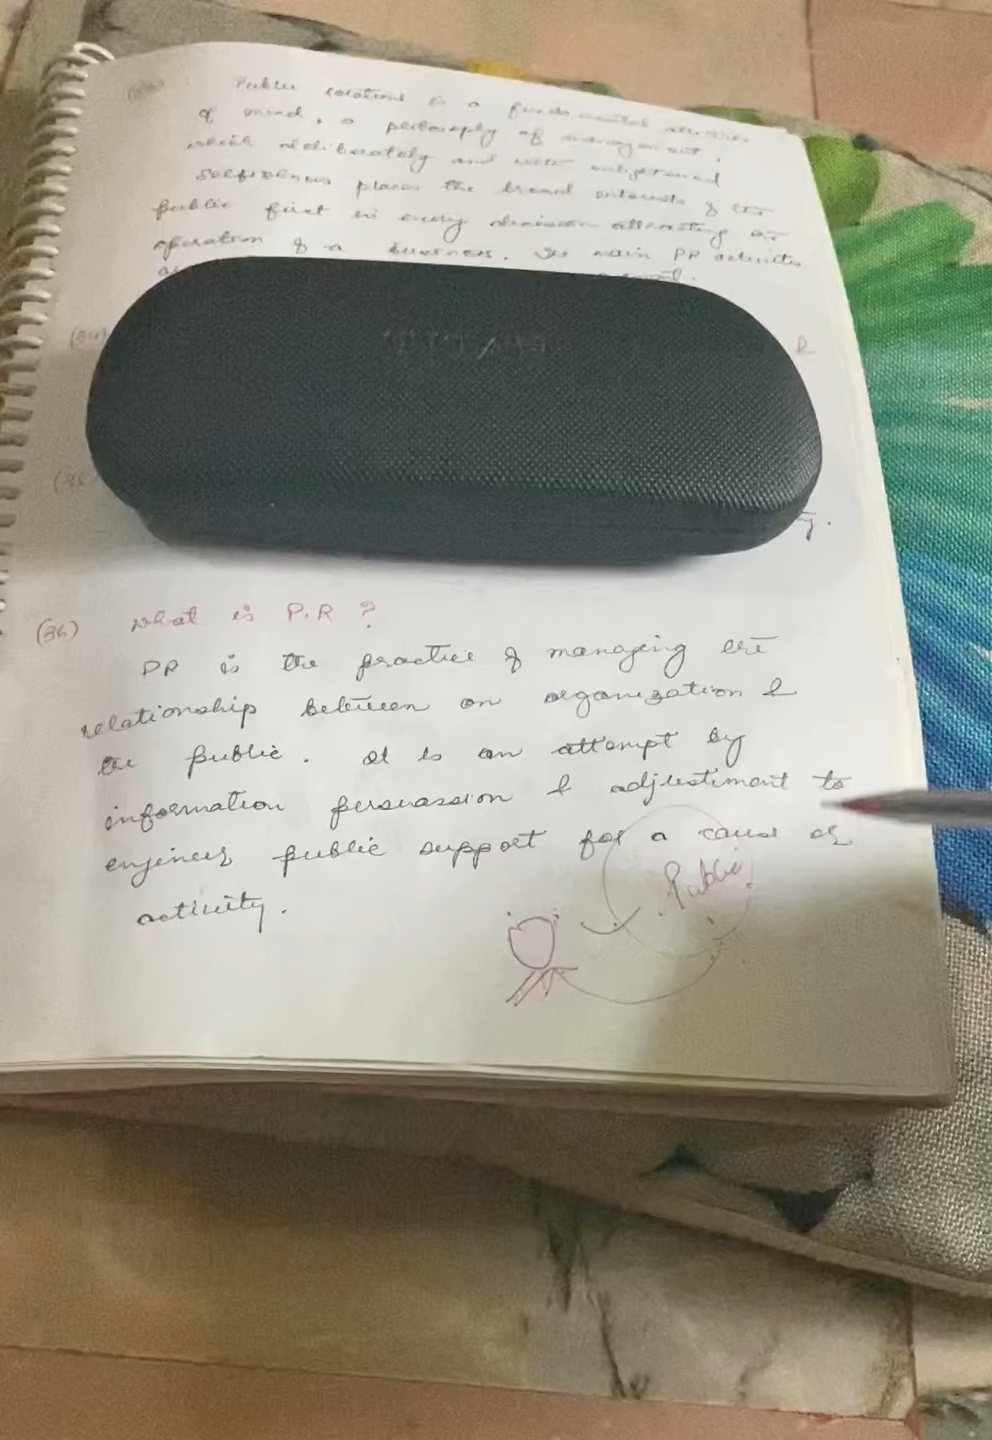 Public relations is a fundamental attitude
of mind, a philosophy of management,
which deliberately and with enlightened
selfishness places the broad interests of the
public first in every decision affecting the
operation of a business. Its main PR activities
(36) What is P.R ?
PR is the practice of managing the
relationship between an organization &
the public. It is an attempt by
information persuassion & adjustment to
engineer public support for a cause or
activity.
Public